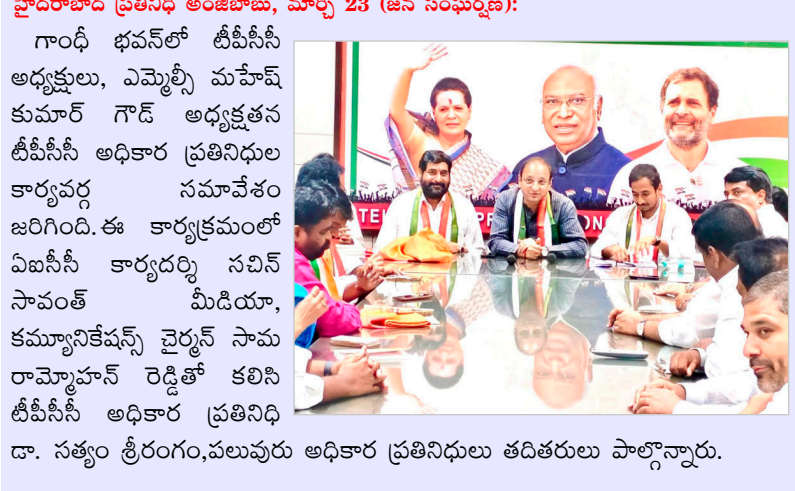 హైదరాబాద్ ప్రతినిధి అంజిబాబు, మార్చి 23 (జన సంఘర్షణ):
గాంధీ భవన్‌లో టీపీసీసీ
అధ్యక్షులు, ఎమ్మెల్సీ మహేష్
కుమార్ గౌడ్ అధ్యక్షతన
టీపీసీసీ అధికార ప్రతినిధుల
కార్యవర్గ సమావేశం
జరిగింది.ఈ కార్యక్రమంలో
ఏఐసీసీ కార్యదర్శి సచిన్
సావంత్ మీడియా,
కమ్యూనికేషన్స్ చైర్మన్ సామ
రామ్మోహన్ రెడ్డితో కలిసి
టీపీసీసీ అధికార ప్రతినిధి
డా. సత్యం శ్రీరంగం,పలువురు అధికార ప్రతినిధులు తదితరులు పాల్గొన్నారు.